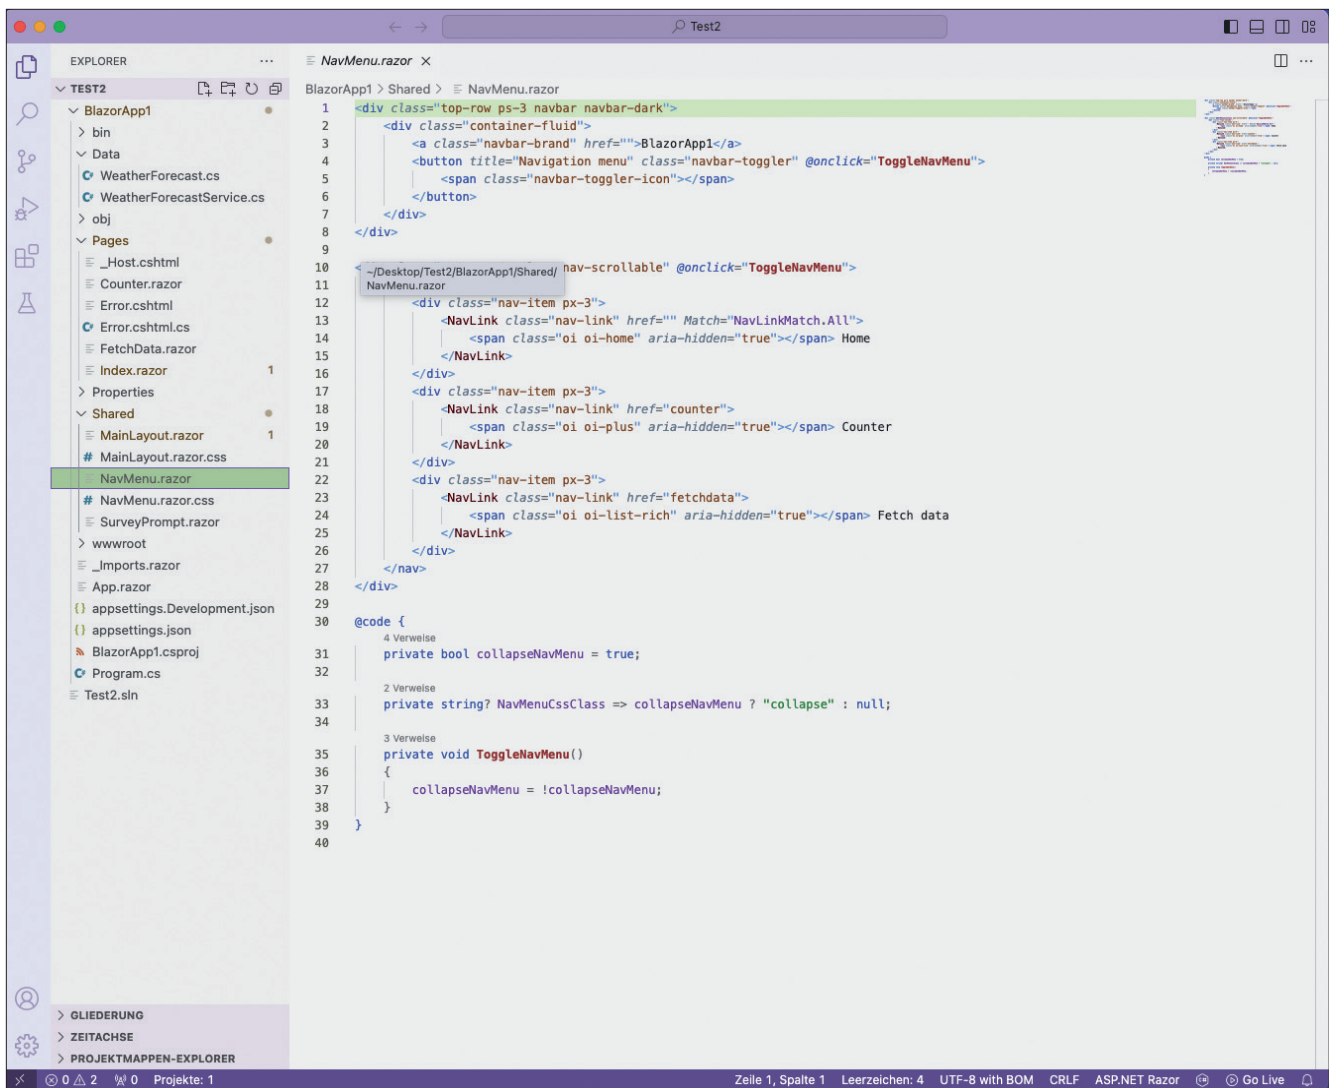 Test2
EXPLORER
TEST2
BlazorApp1
bin
Data
WeatherForecast.cs
WeatherForecastService.cs
obj
Pages
_Host.cshtml
Counter.razor
Error.cshtml
Error.cshtml.cs
FetchData.razor
Index.razor 1
Properties
Shared
MainLayout.razor 1
MainLayout.razor.css
NavMenu.razor
NavMenu.razor.css
SurveyPrompt.razor
wwwroot
_Imports.razor
App.razor
appsettings.Development.json
appsettings.json
BlazorApp1.csproj
Program.cs
Test2.sln
GLIEDERUNG
ZEITACHSE
PROJEKTMAPPEN-EXPLORER
NavMenu.razor
BlazorApp1 > Shared > NavMenu.razor
1 <div class="top-row ps-3 navbar navbar-dark">
2 <div class="container-fluid">
3 <a class="navbar-brand" href="">BlazorApp1</a>
4 <button title="Navigation menu" class="navbar-toggler" @onclick="ToggleNavMenu">
5 <span class="navbar-toggler-icon"></span>
6 </button>
7 </div>
8 </div>
9
10 nav-scrollable" @onclick="ToggleNavMenu">
~/Desktop/Test2/BlazorApp1/Shared/
NavMenu.razor
11
12 <div class="nav-item px-3">
13 <NavLink class="nav-link" href="" Match="NavLinkMatch.All">
14 <span class="oi oi-home" aria-hidden="true"></span> Home
15 </NavLink>
16 </div>
17 <div class="nav-item px-3">
18 <NavLink class="nav-link" href="counter">
19 <span class="oi oi-plus" aria-hidden="true"></span> Counter
20 </NavLink>
21 </div>
22 <div class="nav-item px-3">
23 <NavLink class="nav-link" href="fetchdata">
24 <span class="oi oi-list-rich" aria-hidden="true"></span> Fetch data
25 </NavLink>
26 </div>
27 </nav>
28 </div>
29
30 @code {
4 Verweise
31 private bool collapseNavMenu = true;
32
2 Verweise
33 private string? NavMenuCssClass => collapseNavMenu ? "collapse" : null;
34
3 Verweise
35 private void ToggleNavMenu()
36 {
37 collapseNavMenu = !collapseNavMenu;
38 }
39 }
40
0 2 0 Projekte: 1 Zeile 1, Spalte 1 Leerzeichen: 4 UTF-8 with BOM CRLF ASP.NET Razor Go Live